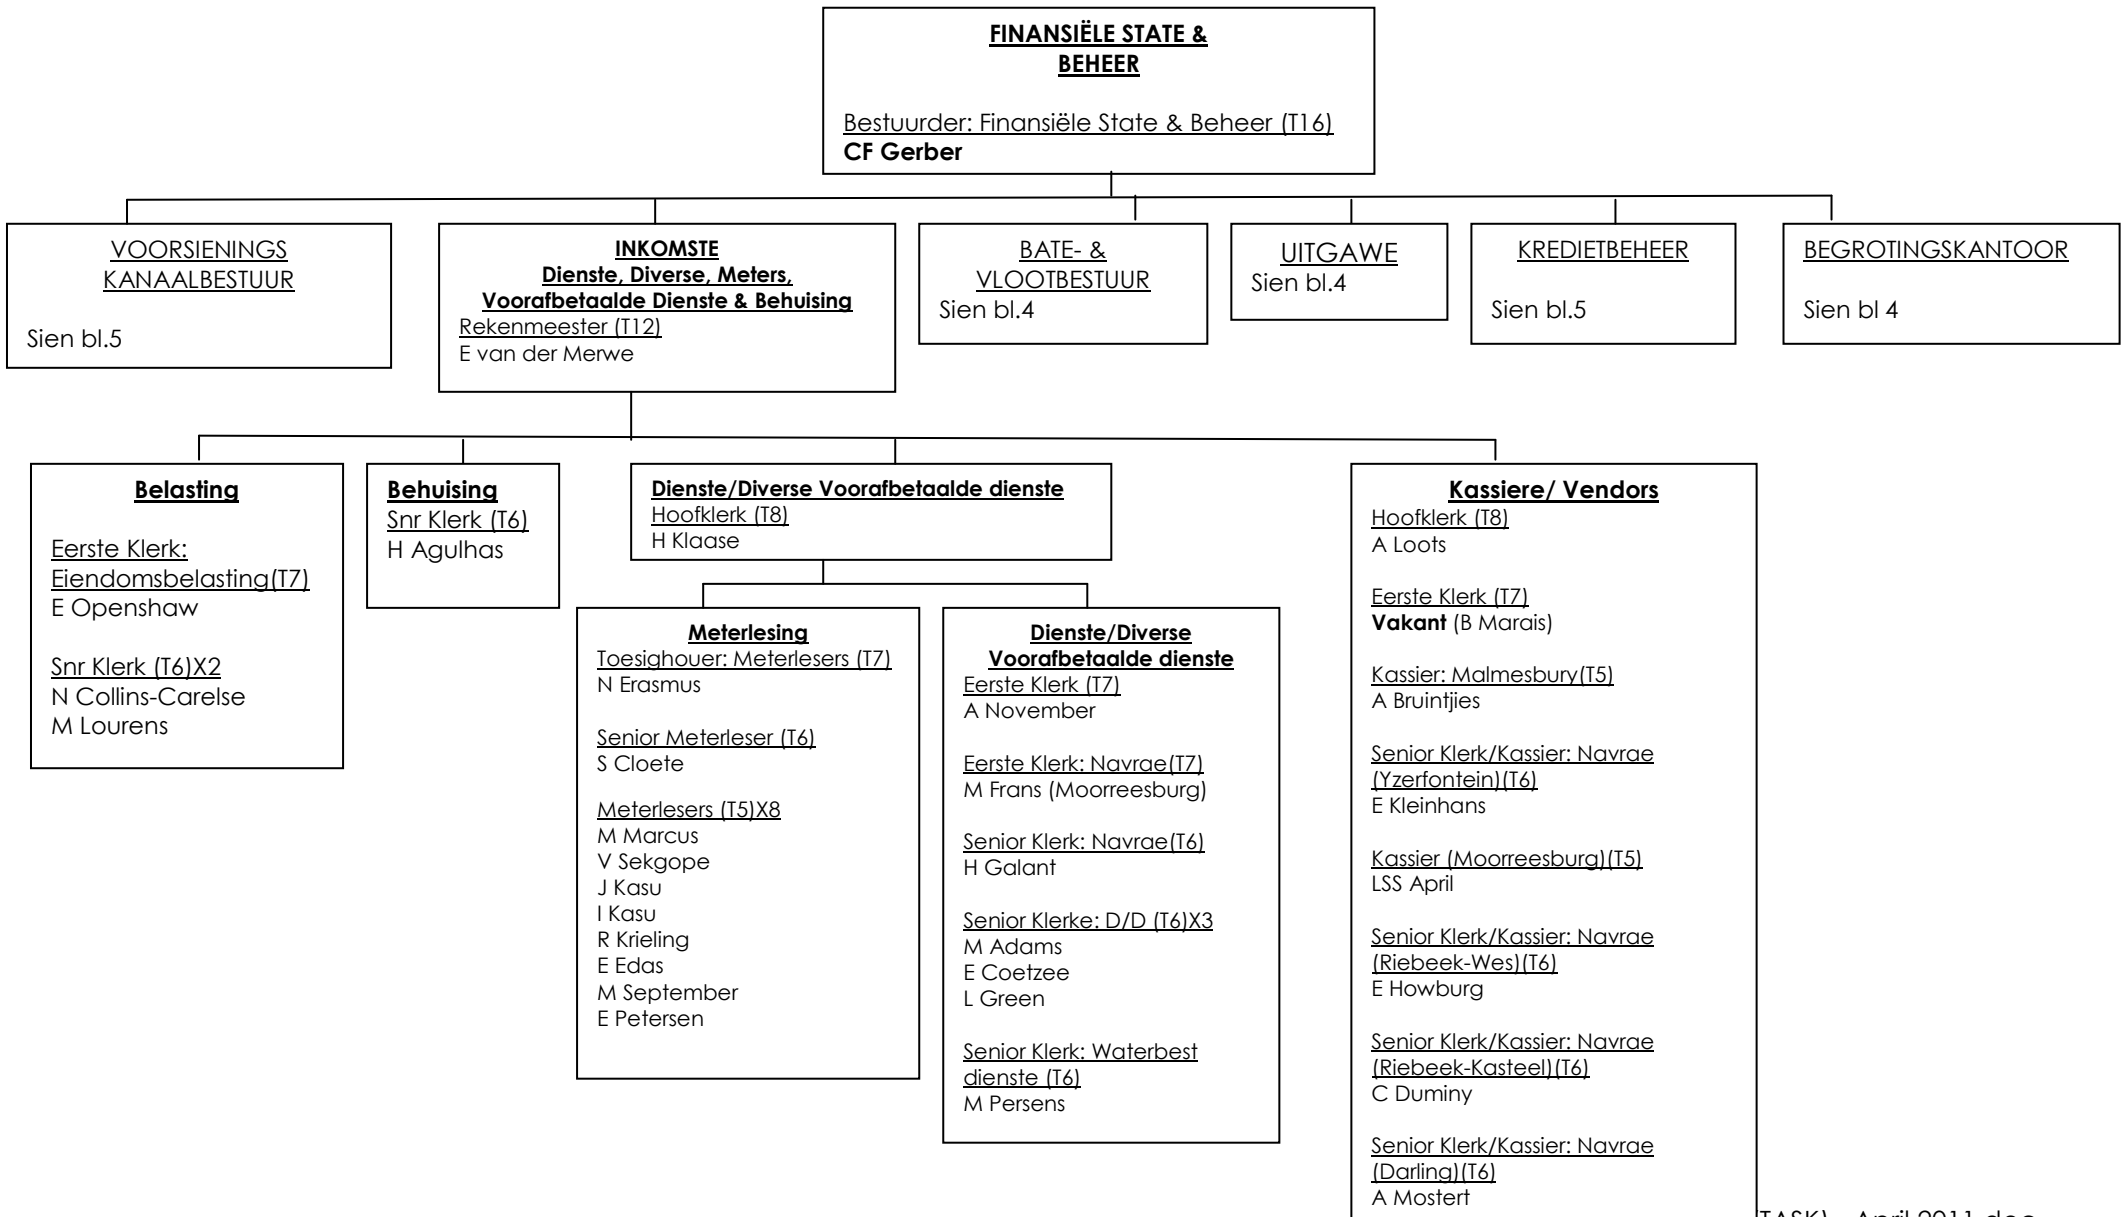 FINANSIËLE STATE &
BEHEER
Bestuurder: Finansiële State & Beheer (T16)
CF Gerber
VOORSIENINGS
KANAALBESTUUR
Sien bl.5
INKOMSTE
Dienste, Diverse, Meters,
Voorafbetaalde Dienste & Behuising
Rekenmeester (T12)
E van der Merwe
BATE- &
VLOOTBESTUUR
Sien bl.4
UITGAWE
Sien bl.4
KREDIETBEHEER
Sien bl.5
BEGROTINGSKANTOOR
Sien bl 4
Belasting
Eerste Klerk:
Eiendomsbelasting(T7)
E Openshaw
Snr Klerk (T6)X2
N Collins-Carelse
M Lourens
Behuising
Snr Klerk (T6)
H Agulhas
Dienste/Diverse Voorafbetaalde dienste
Hoofklerk (T8)
H Klaase
Meterlesing
Toesighouer: Meterlesers (T7)
N Erasmus
Senior Meterleser (T6)
S Cloete
Meterlesers (T5)X8
M Marcus
V Sekgope
J Kasu
I Kasu
R Krieling
E Edas
M September
E Petersen
Dienste/Diverse
Voorafbetaalde dienste
Eerste Klerk (T7)
A November
Eerste Klerk: Navrae(T7)
M Frans (Moorreesburg)
Senior Klerk: Navrae(T6)
H Galant
Senior Klerke: D/D (T6)X3
M Adams
E Coetzee
L Green
Senior Klerk: Waterbest
dienste (T6)
M Persens
Kassiere/ Vendors
Hoofklerk (T8)
A Loots
Eerste Klerk (T7)
Vakant (B Marais)
Kassier: Malmesbury(T5)
A Bruintjies
Senior Klerk/Kassier: Navrae
(Yzerfontein)(T6)
E Kleinhans
Kassier (Moorreesburg)(T5)
LSS April
Senior Klerk/Kassier: Navrae
(Riebeek-Wes)(T6)
E Howburg
Senior Klerk/Kassier: Navrae
(Riebeek-Kasteel)(T6)
C Duminy
Senior Klerk/Kassier: Navrae
(Darling)(T6)
A Mostert
TASK) – April 2011.doc